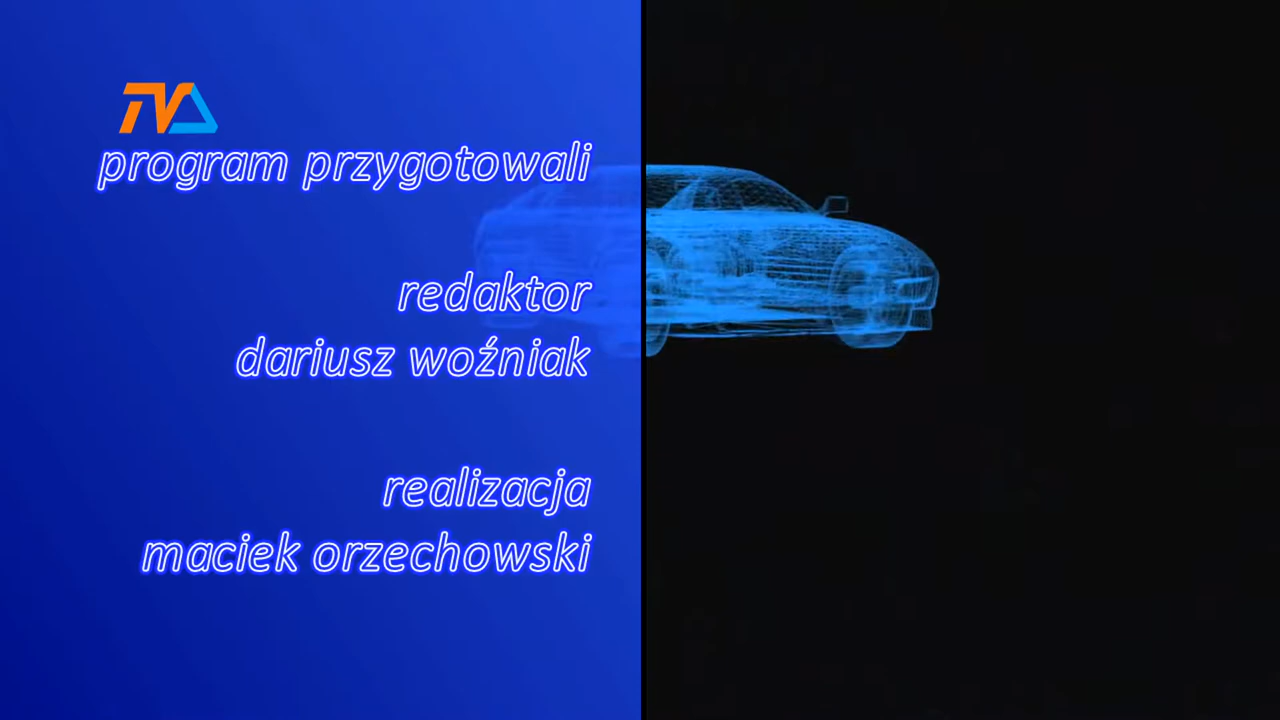 TVA
program przygotowali
redaktor
dariusz woźniak
realizacja
maciek orzechowski